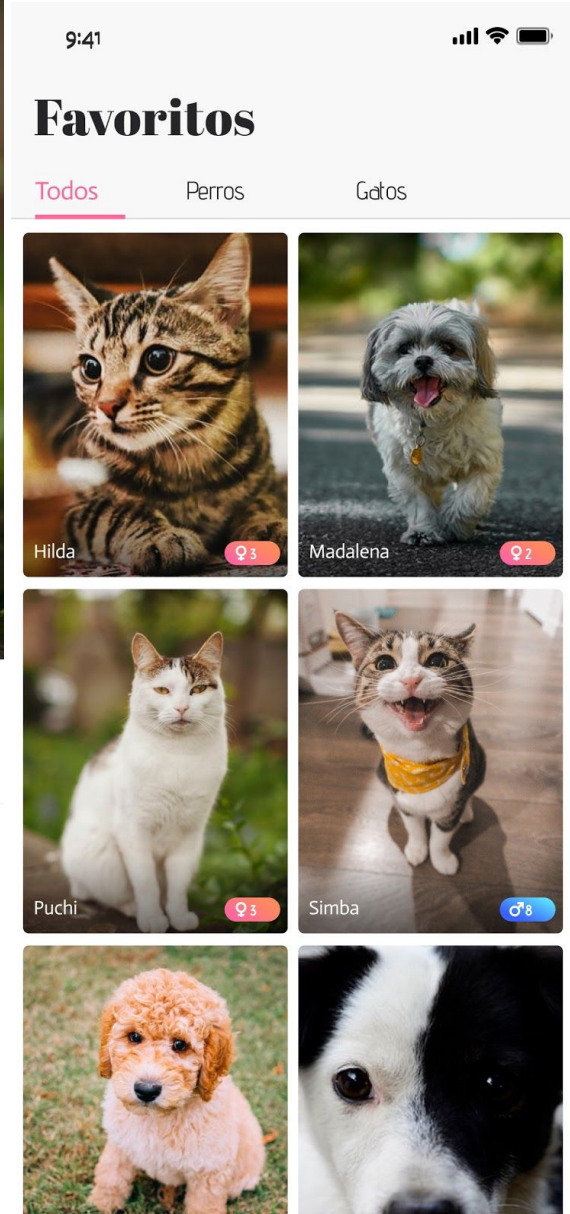 9:41
Favoritos
Todos Perros Gatos
Hilda ♀3 Madalena ♀2
Puchi ♀3 Simba ♂8